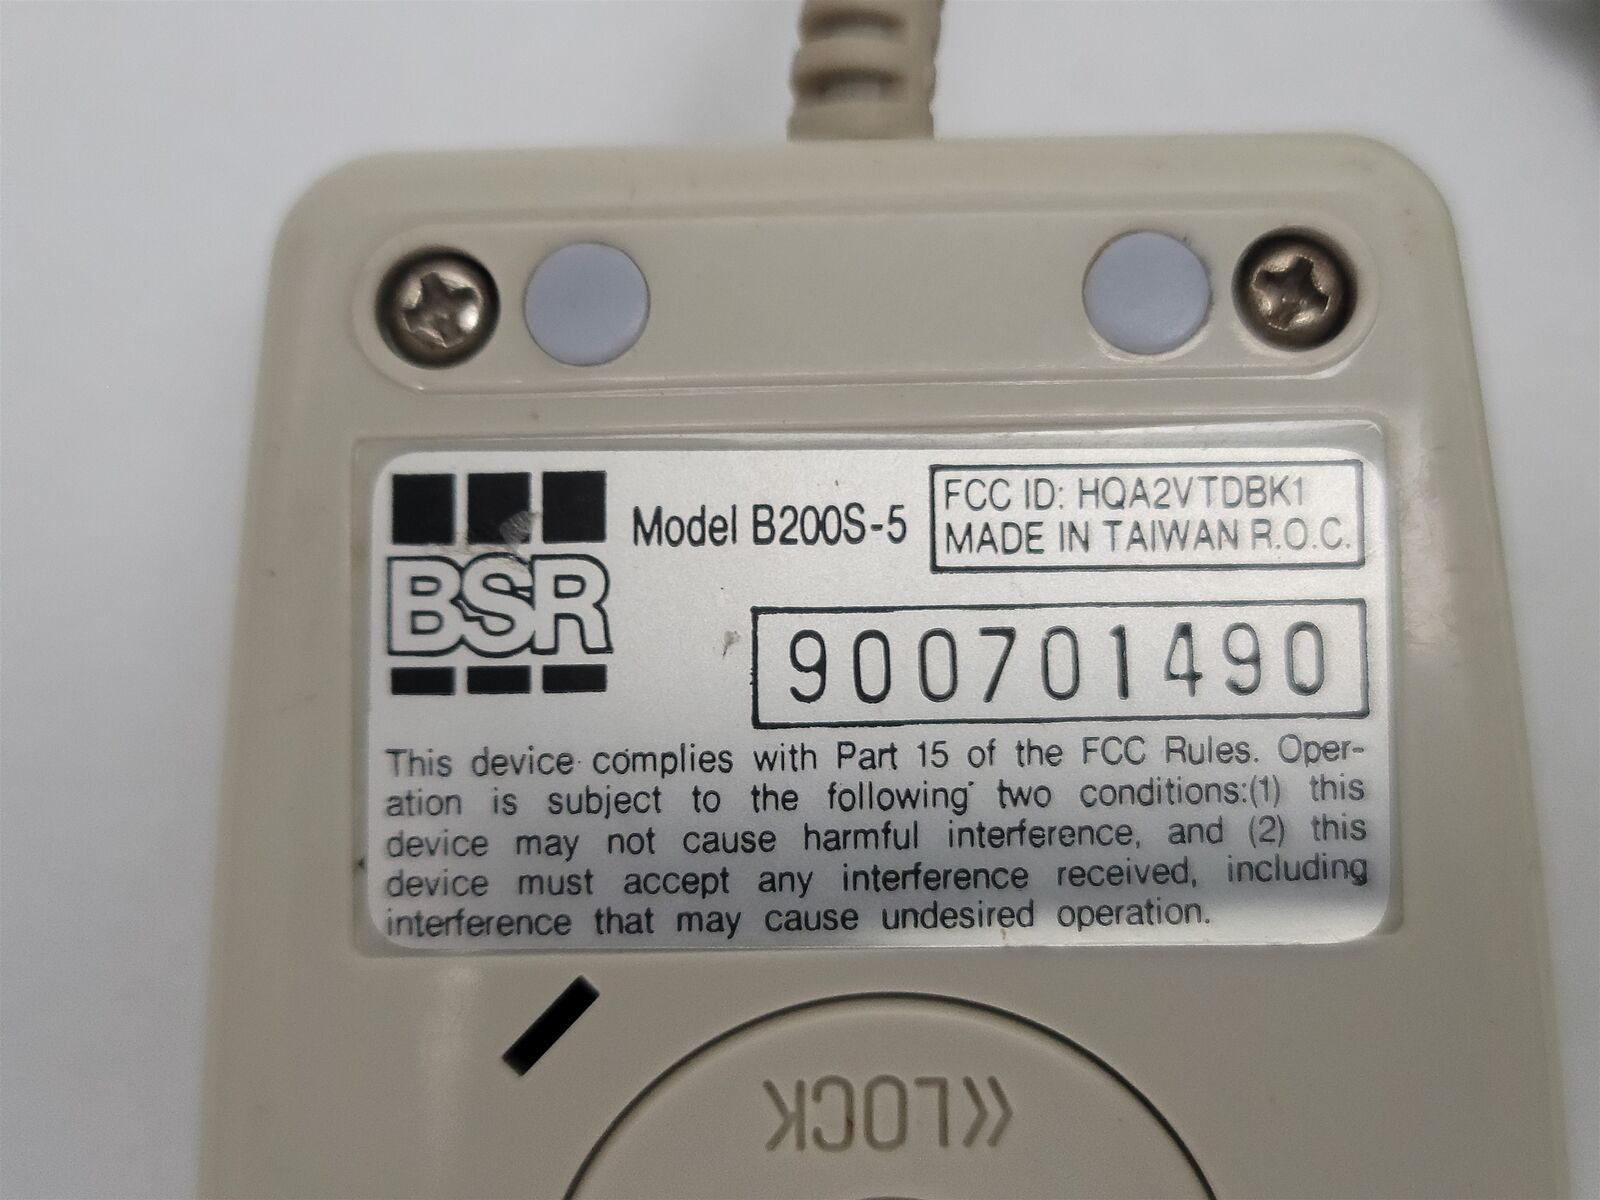 BSR
Model B200S-5
FCC ID: HQA2VTDBK1
MADE IN TAIWAN R.O.C.
900701490
This device complies with Part 15 of the FCC Rules. Oper-
ation is subject to the following two conditions:(1) this
device may not cause harmful interference, and (2) this
device must accept any interference received, including
interference that may cause undesired operation.
《LOCK